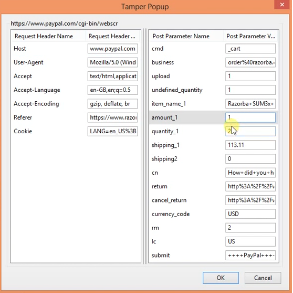 Tamper Popup
https://www.paypal.com/cgi-bin/webscr
Request Header Name Request Header ...
Host www.paypal.com
User-Agent Mozilla/5.0 (Wind
Accept text/html,applicat
Accept-Language en-GB,en;q=0.5
Accept-Encoding gzip, deflate, br
Referer https://www.razo
Cookie LANG=en_US%3B
Post Parameter Name Post Parameter V...
cmd _cart
business order%40razorba
upload 1
undefined_quantity 1
item_name_1 Razorba+SUM3x
amount_1 1
quantity_1
shipping_1 113.11
shipping2 0
cn How+did+you+h
return http%3A%2F%2F
cancel_return http%3A%2F%2F
currency_code USD
rm 2
lc US
submit ++++PayPal+++
OK Cancel